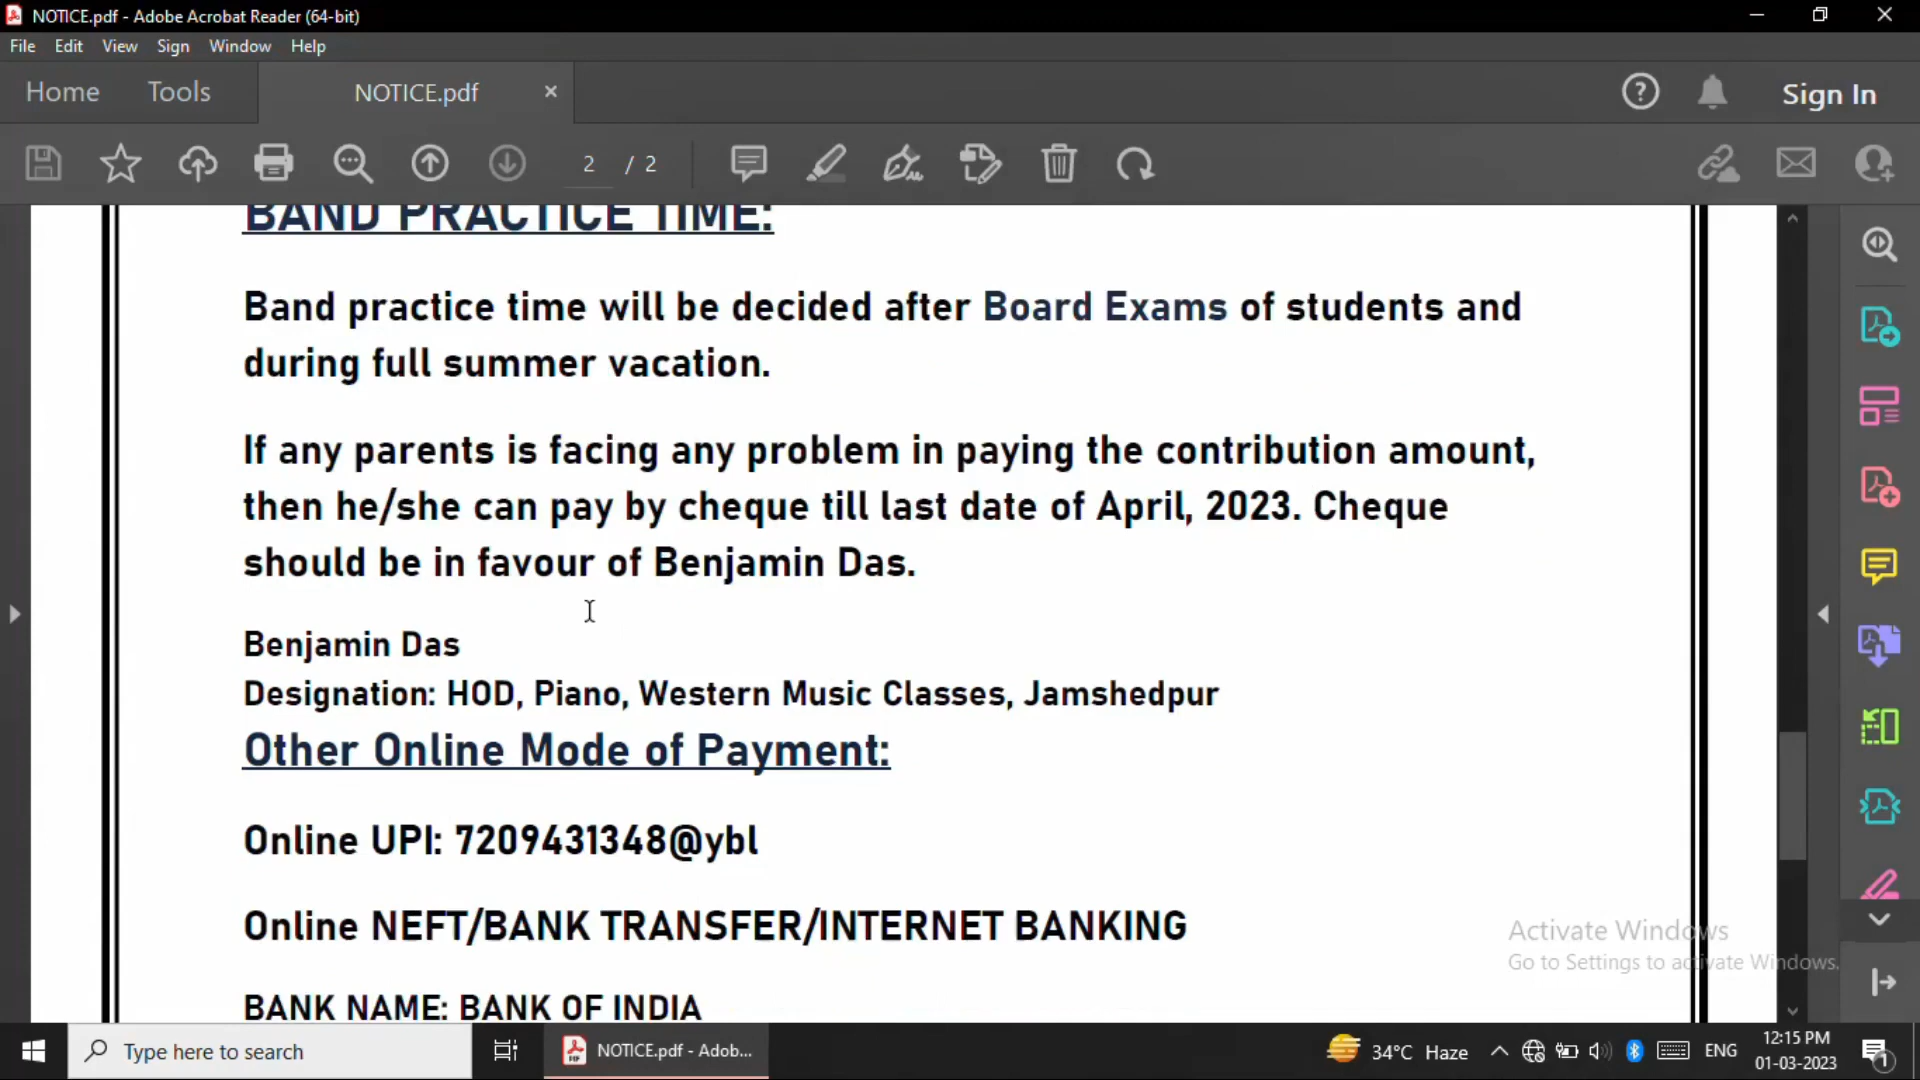 NOTICE.pdf - Adobe Acrobat Reader (64-bit)
File Edit View Sign Window Help
Home Tools NOTICE.pdf × Sign In
2 / 2
BAND PRACTICE TIME:
Band practice time will be decided after Board Exams of students and
during full summer vacation.
If any parents is facing any problem in paying the contribution amount,
then he/she can pay by cheque till last date of April, 2023. Cheque
should be in favour of Benjamin Das.
Benjamin Das
Designation: HOD, Piano, Western Music Classes, Jamshedpur
Other Online Mode of Payment:
Online UPI: 7209431348@ybl
Online NEFT/BANK TRANSFER/INTERNET BANKING
BANK NAME: BANK OF INDIA
Activate Windows
Go to Settings to activate Windows.
Type here to search
NOTICE.pdf - Adob...
34°C Haze
ENG
12:15 PM
01-03-2023
1